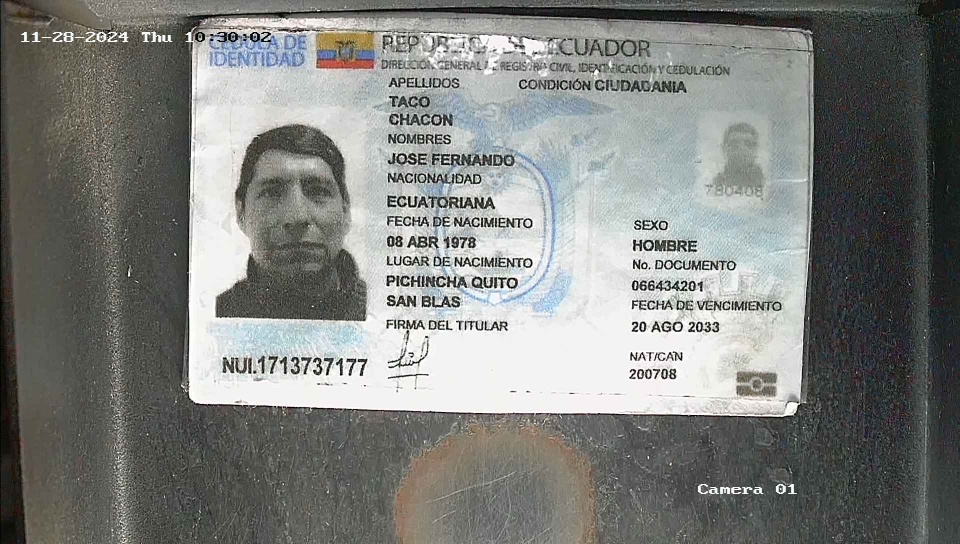 11-28-2024 Thu 10:30:02
CÉDULA DE
IDENTIDAD
REPÚBLICA DEL ECUADOR
DIRECCIÓN GENERAL DE REGISTRO CIVIL, IDENTIFICACIÓN Y CEDULACIÓN
APELLIDOS
CONDICIÓN CIUDADANIA
TACO
CHACON
NOMBRES
JOSE FERNANDO
NACIONALIDAD
ECUATORIANA
FECHA DE NACIMIENTO
08 ABR 1978
LUGAR DE NACIMIENTO
PICHINCHA QUITO
SAN BLAS
FIRMA DEL TITULAR
780408
SEXO
HOMBRE
No. DOCUMENTO
066434201
FECHA DE VENCIMIENTO
20 AGO 2033
NAT/CAN
200708
NUI.1713737177
Camera 01